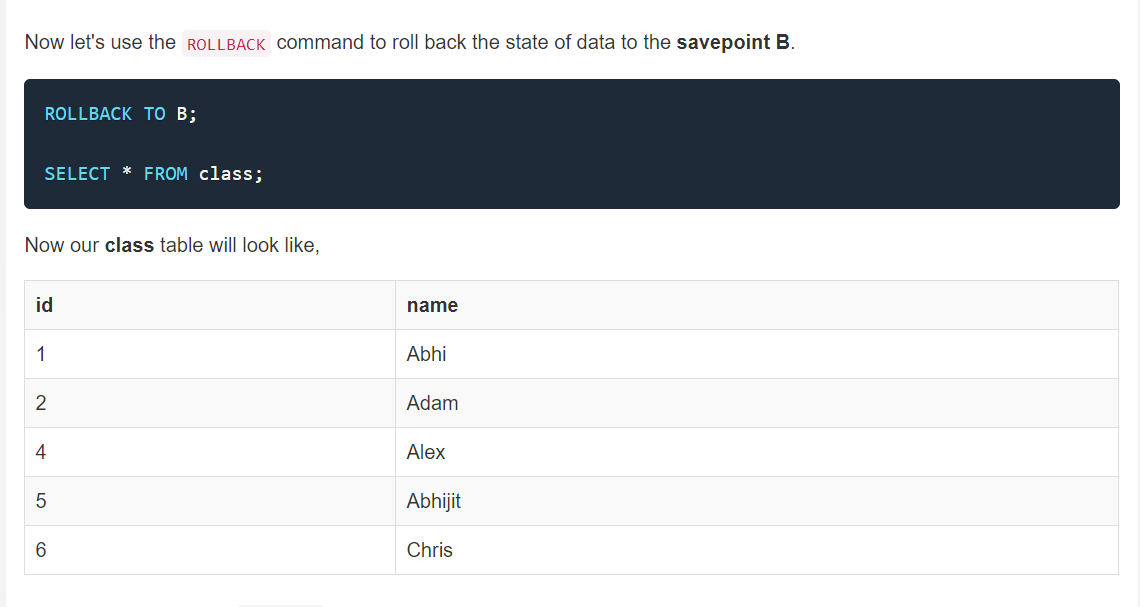 Now let's use the ROLLBACK command to roll back the state of data to the savepoint B.
ROLLBACK TO B;
SELECT * FROM class;
Now our class table will look like,
id name
1 Abhi
2 Adam
4 Alex
5 Abhijit
6 Chris